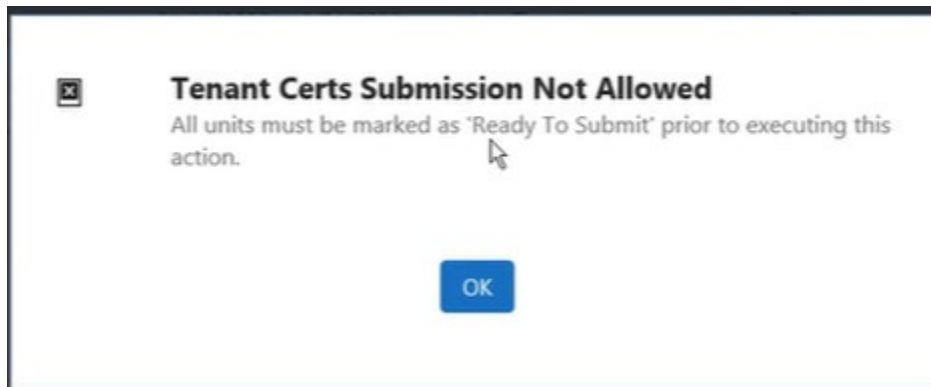 Tenant Certs Submission Not Allowed
All units must be marked as 'Ready To Submit' prior to executing this
action.
OK